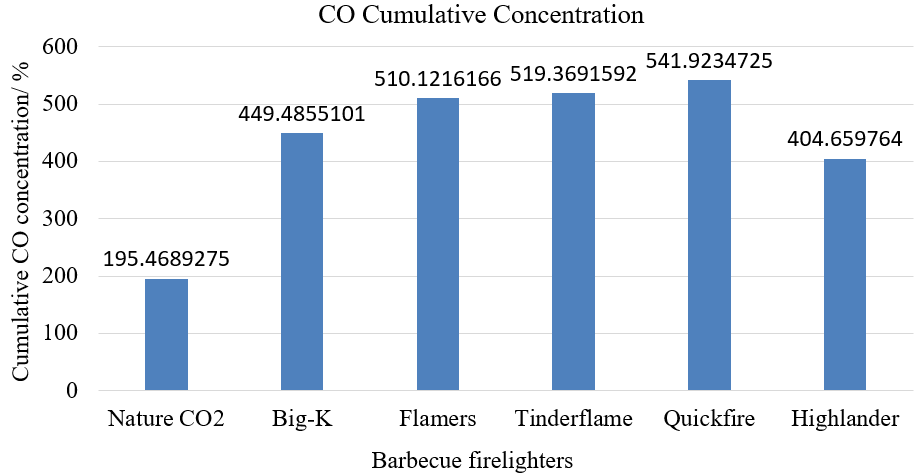 CO Cumulative Concentration
Cumulative CO concentration/ %
600
500
400
300
200
100
0
195.4689275
449.4855101
510.1216166
519.3691592
541.9234725
404.659764
Nature CO2
Big-K
Flamers
Tinderflame
Quickfire
Highlander
Barbecue firelighters